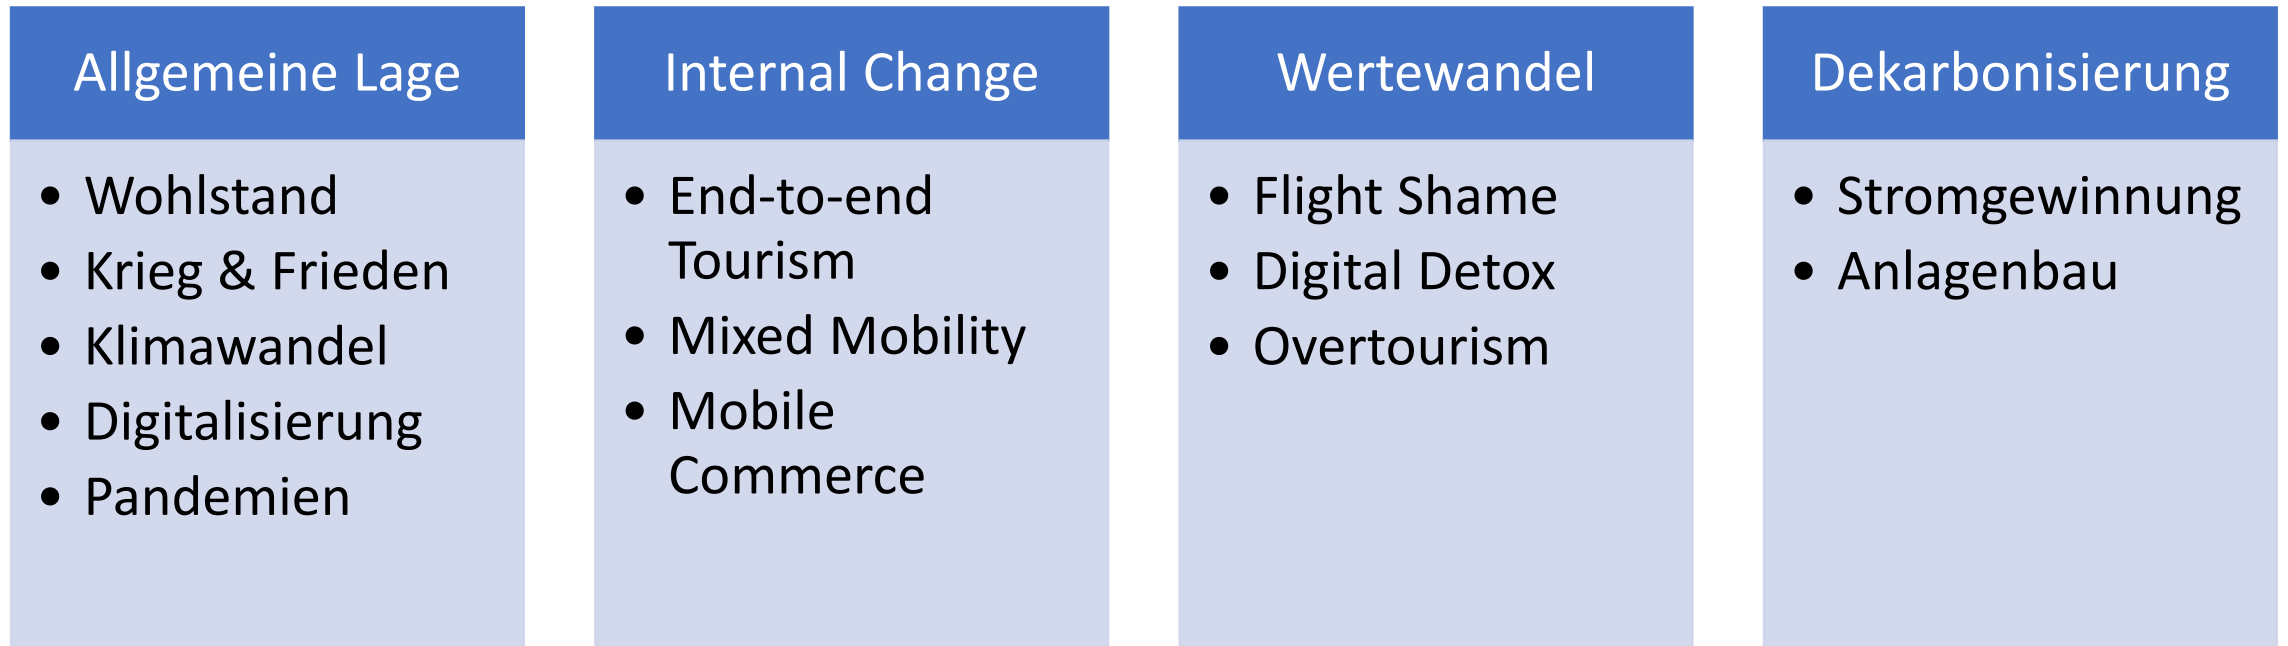 Allgemeine Lage
• Wohlstand
• Krieg & Frieden
• Klimawandel
• Digitalisierung
• Pandemien
Internal Change
• End-to-end
Tourism
• Mixed Mobility
• Mobile
Commerce
Wertewandel
• Flight Shame
• Digital Detox
• Overtourism
Dekarbonisierung
• Stromgewinnung
• Anlagenbau